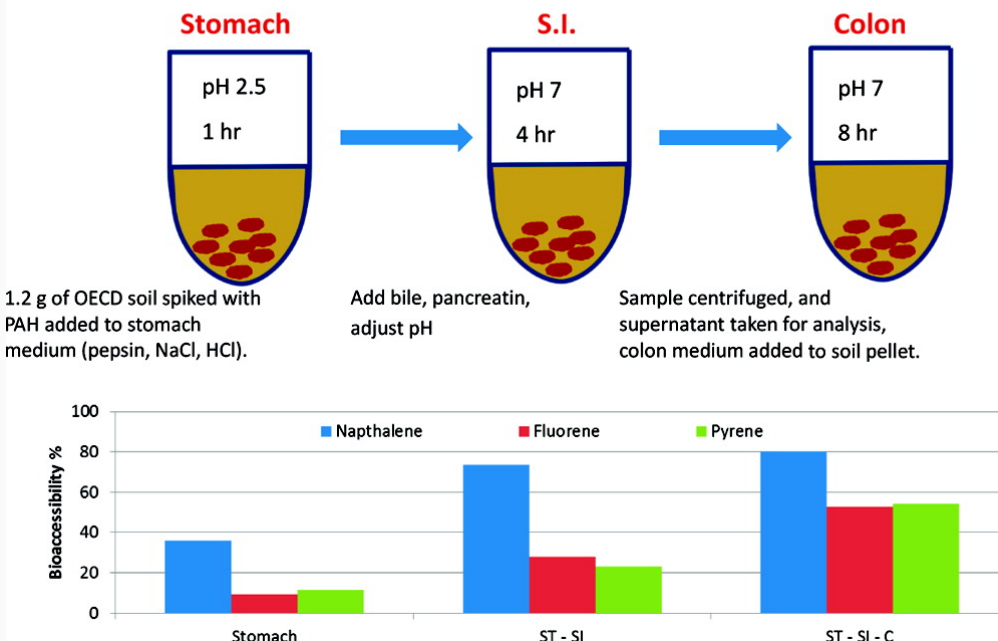 Stomach
S.I.
Colon
pH 2.5
1 hr
pH 7
4 hr
pH 7
8 hr
1.2 g of OECD soil spiked with
PAH added to stomach
medium (pepsin, NaCl, HCl).
Add bile, pancreatin,
adjust pH
Sample centrifuged, and
supernatant taken for analysis,
colon medium added to soil pellet.
Bioaccessibility %
100
80
60
40
20
0
Napthalene
Fluorene
Pyrene
Stomach
ST - SI
ST - SI - C